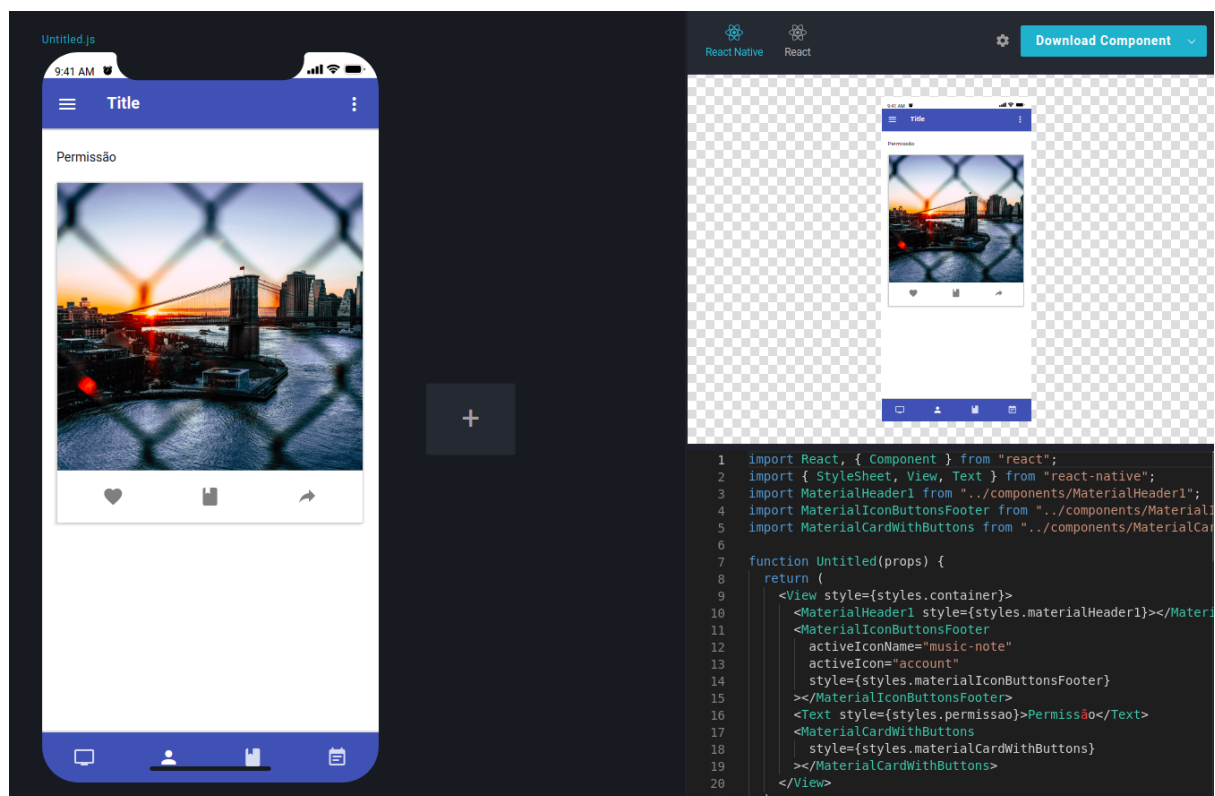 Untitled.js
9:41 AM
Title
Permissão
React Native
React
Download Component
9:41 AM
Title
Permissão
1 import React, { Component } from "react";
2 import { StyleSheet, View, Text } from "react-native";
3 import MaterialHeader1 from "../components/MaterialHeader1";
4 import MaterialIconButtonsFooter from "../components/MaterialI
5 import MaterialCardWithButtons from "../components/MaterialCar
6
7 function Untitled(props) {
8 return (
9 <View style={styles.container}>
10 <MaterialHeader1 style={styles.materialHeader1}></Materi
11 <MaterialIconButtonsFooter
12 activeIconName="music-note"
13 activeIcon="account"
14 style={styles.materialIconButtonsFooter}
15 ></MaterialIconButtonsFooter>
16 <Text style={styles.permissao}>Permissão</Text>
17 <MaterialCardWithButtons
18 style={styles.materialCardWithButtons}
19 ></MaterialCardWithButtons>
20 </View>